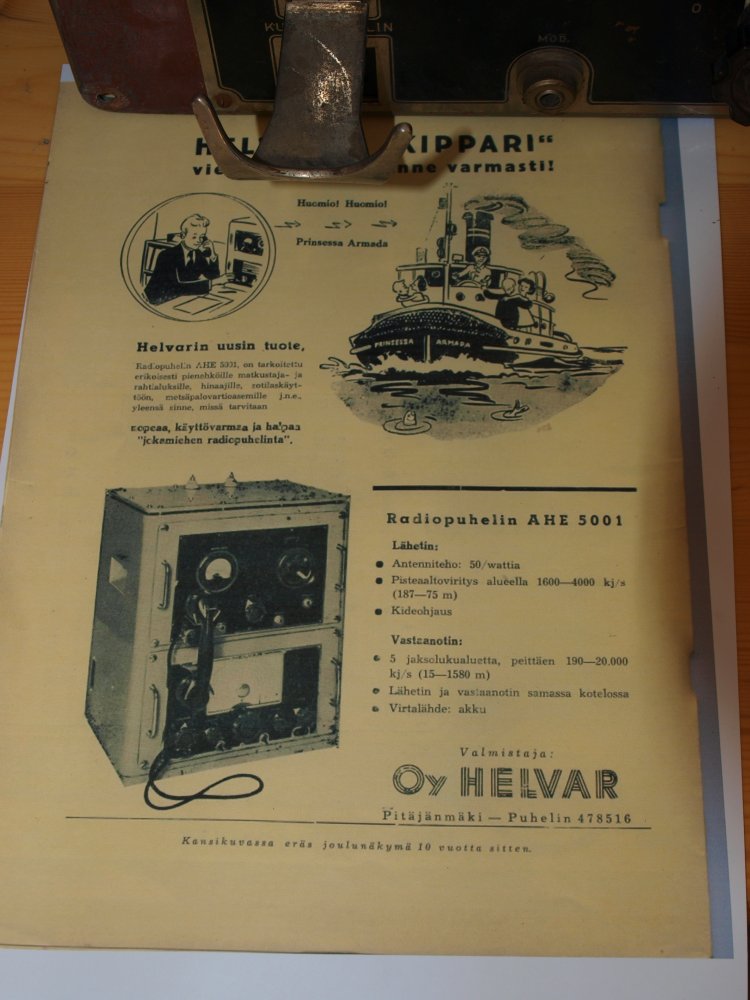 MOD.
KIPPARI“
nne varmasti!
Huomio! Huomio!
Prinsessa Armada
PRINSESSA ARMADA
Helvarin uusin tuote,
Radiopuhelin AHE 5001, on tarkoitettu
erikoisesti pienehköille matkustaja- ja
rahtialuksille, hinaajille, sotilaskäyt-
töön, metsäpalovartioasemille j.n.e.,
yleensä sinne, missä tarvitaan
nopeaa, käyttövarmaa ja halpaa
"jokamiehen radiopuhelinta".
Radiopuhelin AHE 5001
Lähetin:
● Antenniteho: 50/wattia
● Pisteaaltoviritys alueella 1600—4000 kj/s
(187—75 m)
● Kideohjaus
Vastaanotin:
● 5 jaksolukualuetta, peittäen 190—20.000
kj/s (15—1580 m)
● Lähetin ja vastaanotin samassa kotelossa
● Virtalähde: akku
Valmistaja:
Oy HELVAR
Pitäjänmäki — Puhelin 478516
Kansikuvassa eräs joulunäkymä 10 vuotta sitten.